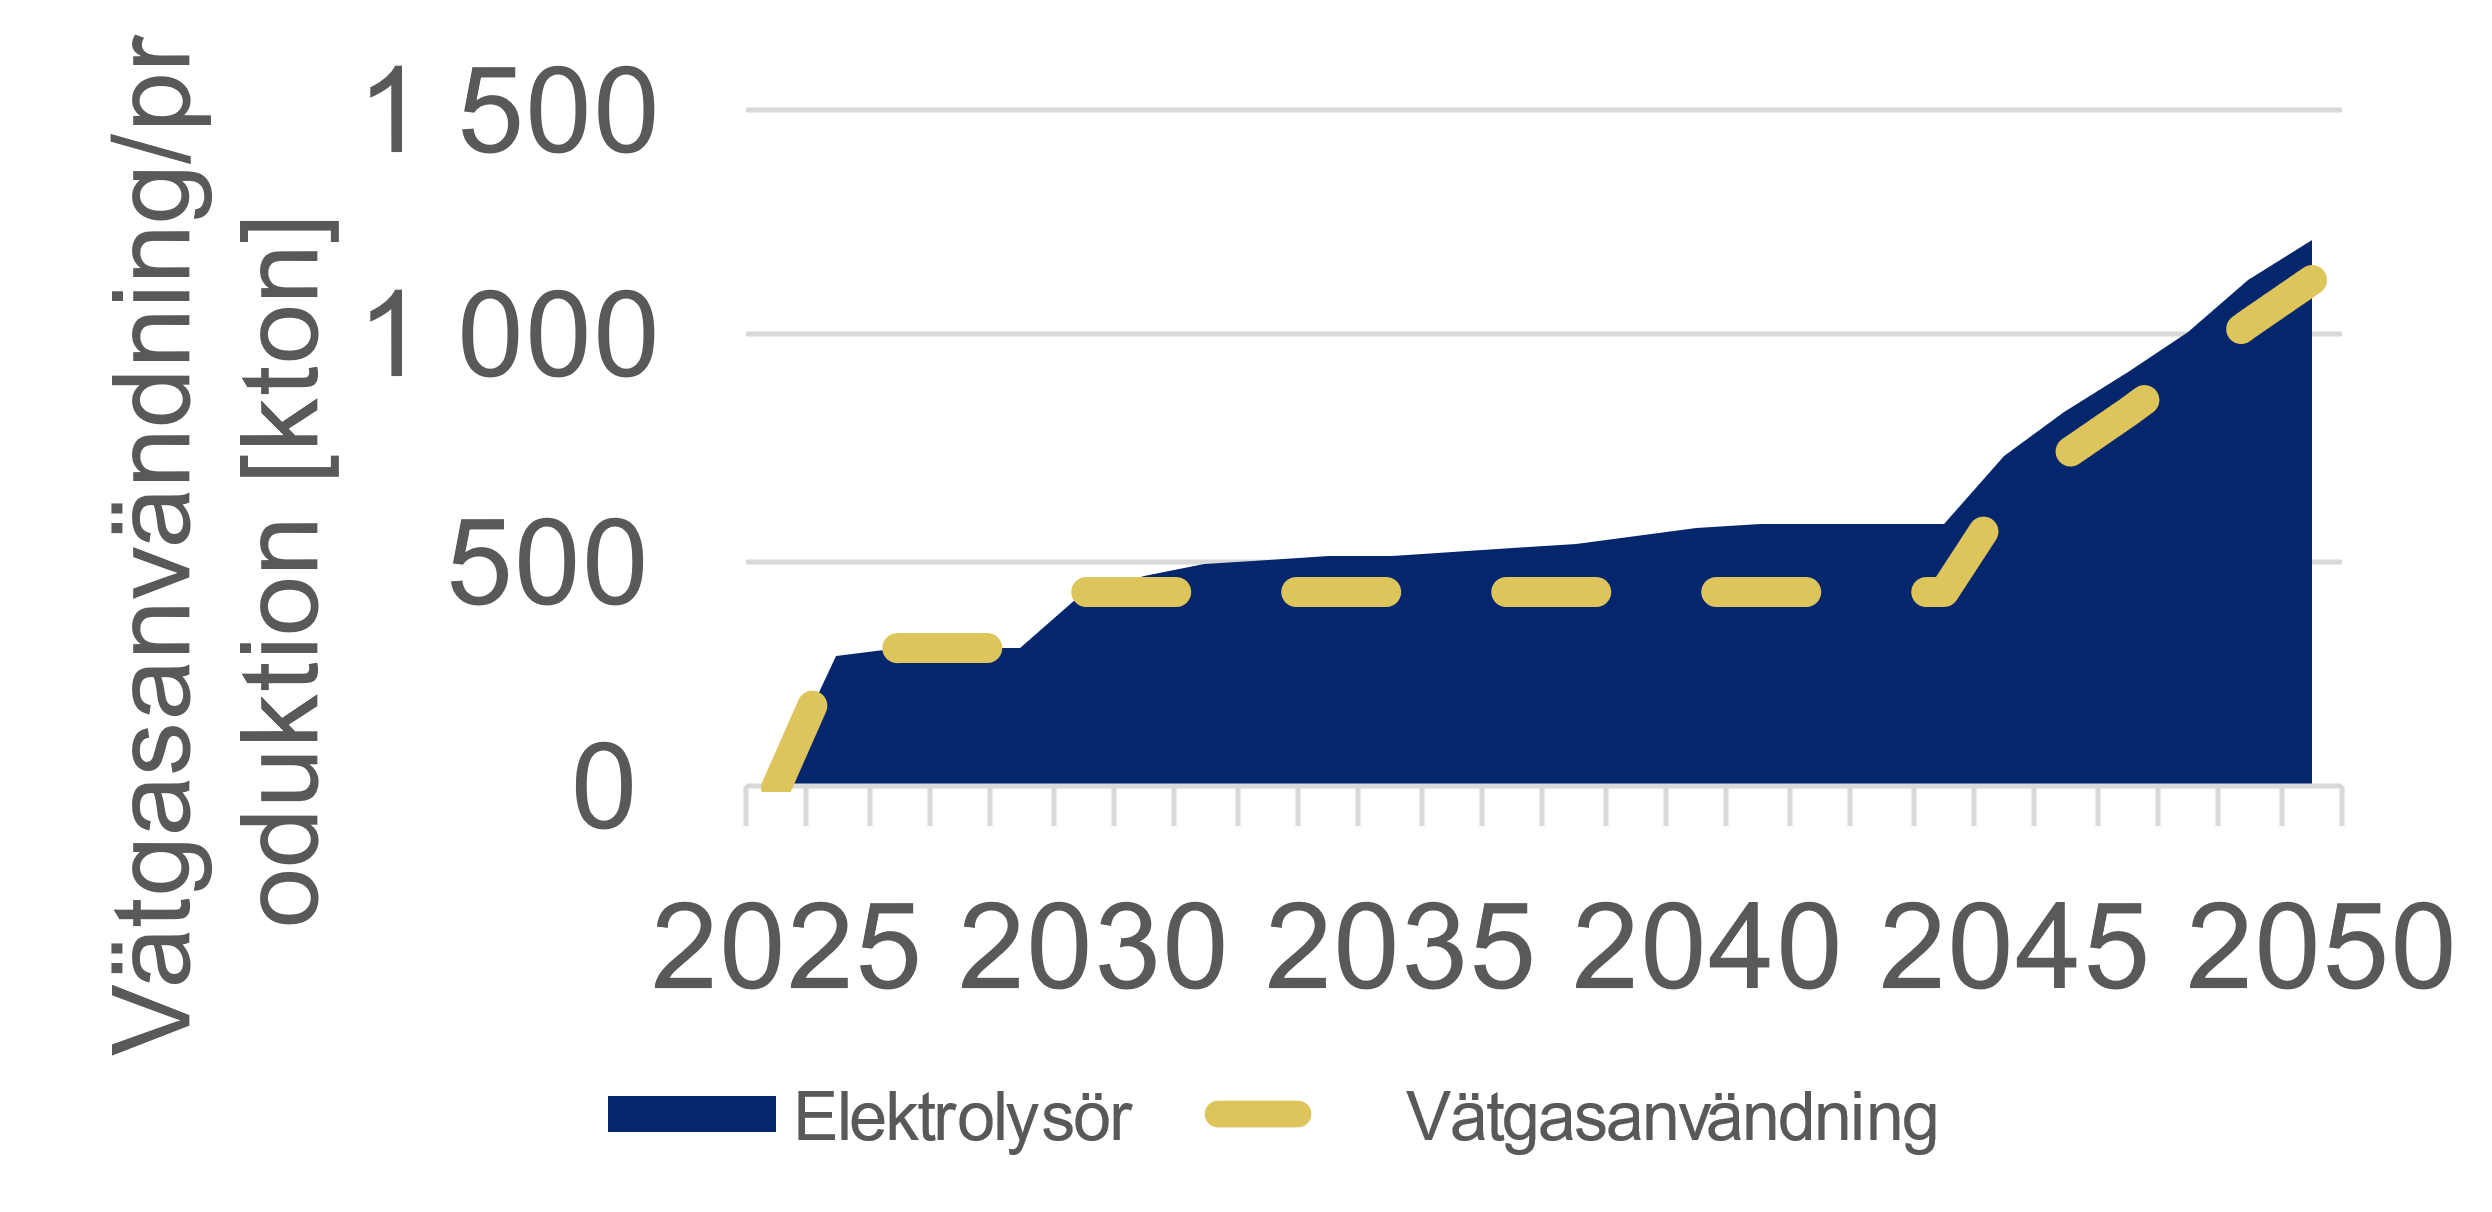 Vätgasanvändning/pr
oduktion [kton]
1 500
1 000
500
0
2025 2030 2035 2040 2045 2050
Elektrolysör Vätgasanvändning